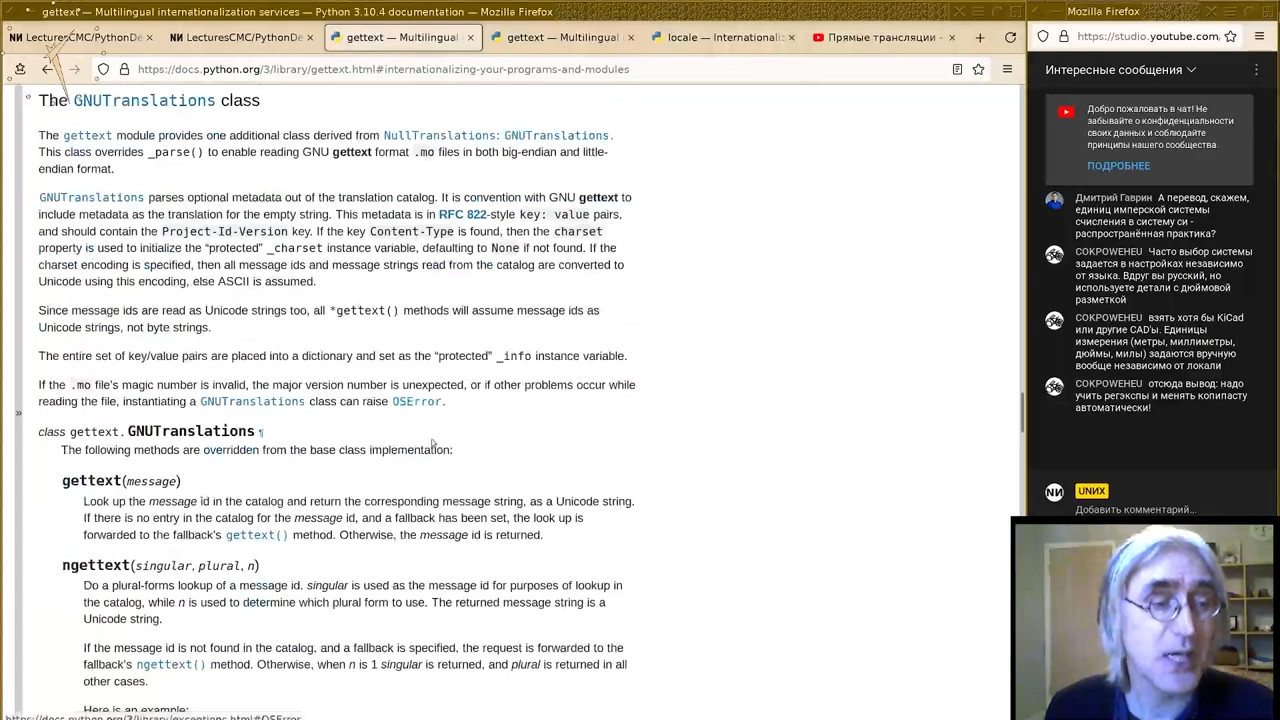 gettext — Multilingual internationalization services — Python 3.10.4 documentation — Mozilla Firefox
Mozilla Firefox
LecturesCMC/PythonDe
LecturesCMC/PythonDe
gettext — Multilingual
gettext — Multilingual
locale — Internationaliz
Прямые трансляции -
https://studio.youtube.com/
https://docs.python.org/3/library/gettext.html#internationalizing-your-programs-and-modules
The GNUTranslations class
The gettext module provides one additional class derived from NullTranslations: GNUTranslations.
This class overrides _parse() to enable reading GNU gettext format .mo files in both big-endian and little-
endian format.
GNUTranslations parses optional metadata out of the translation catalog. It is convention with GNU gettext to
include metadata as the translation for the empty string. This metadata is in RFC 822-style key: value pairs,
and should contain the Project-Id-Version key. If the key Content-Type is found, then the charset
property is used to initialize the “protected” _charset instance variable, defaulting to None if not found. If the
charset encoding is specified, then all message ids and message strings read from the catalog are converted to
Unicode using this encoding, else ASCII is assumed.
Since message ids are read as Unicode strings too, all *gettext() methods will assume message ids as
Unicode strings, not byte strings.
The entire set of key/value pairs are placed into a dictionary and set as the “protected” _info instance variable.
If the .mo file’s magic number is invalid, the major version number is unexpected, or if other problems occur while
reading the file, instantiating a GNUTranslations class can raise OSError.
»
class gettext.GNUTranslations ¶
The following methods are overridden from the base class implementation:
gettext(message)
Look up the message id in the catalog and return the corresponding message string, as a Unicode string.
If there is no entry in the catalog for the message id, and a fallback has been set, the look up is
forwarded to the fallback’s gettext() method. Otherwise, the message id is returned.
ngettext(singular, plural, n)
Do a plural-forms lookup of a message id. singular is used as the message id for purposes of lookup in
the catalog, while n is used to determine which plural form to use. The returned message string is a
Unicode string.
If the message id is not found in the catalog, and a fallback is specified, the request is forwarded to the
fallback’s ngettext() method. Otherwise, when n is 1 singular is returned, and plural is returned in all
other cases.
Here is an example:
https://docs.python.org/3/library/exceptions.html#OSError
Интересные сообщения
Добро пожаловать в чат! Не
забывайте о конфиденциальности
своих данных и соблюдайте
принципы нашего сообщества.
ПОДРОБНЕЕ
Дмитрий Гаврин А перевод, скажем,
единиц имперской системы
счисления в систему си -
распространённая практика?
COKPOWEHEU Часто выбор системы
задается в настройках независимо
от языка. Вдруг вы русский, но
используете детали с дюймовой
разметкой
COKPOWEHEU взять хотя бы KiCad
или другие CAD'ы. Единицы
измерения (метры, миллиметры,
дюймы, милы) задаются вручную
вообще независимо от локали
COKPOWEHEU отсюда вывод: надо
учить регэкспы и менять копипасту
автоматически!
UNИX
Добавить комментарий...